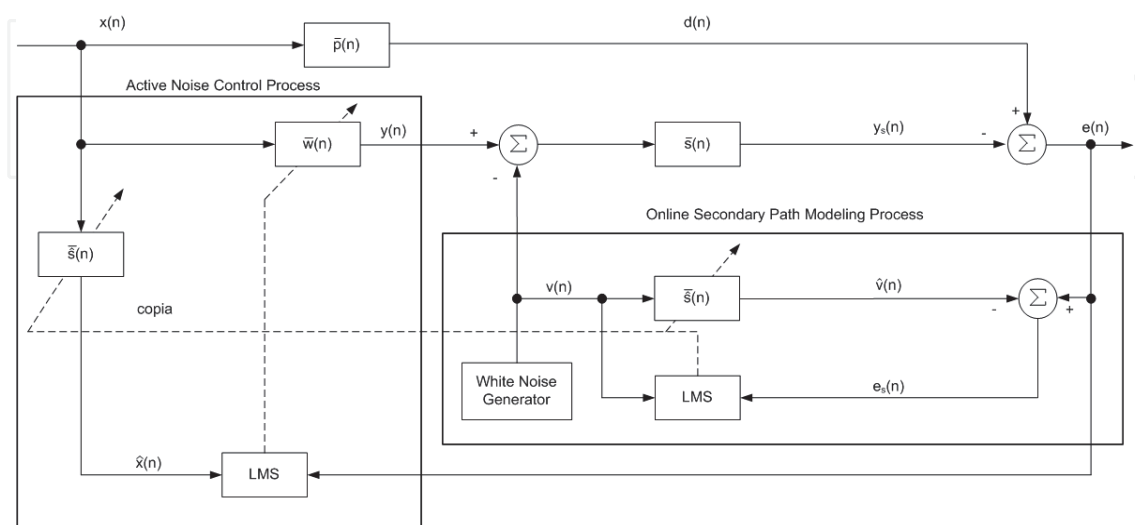 x(n)
d(n)
p̄(n)
Active Noise Control Process
w̄(n)
y(n)
+
-
Σ
s̄(n)
yₛ(n)
-
+
Σ
e(n)
Online Secondary Path Modeling Process
ŝ̄(n)
v(n)
ŝ̄(n)
v̂(n)
-
Σ
+
copia
White Noise
Generator
LMS
eₛ(n)
x̂(n)
LMS